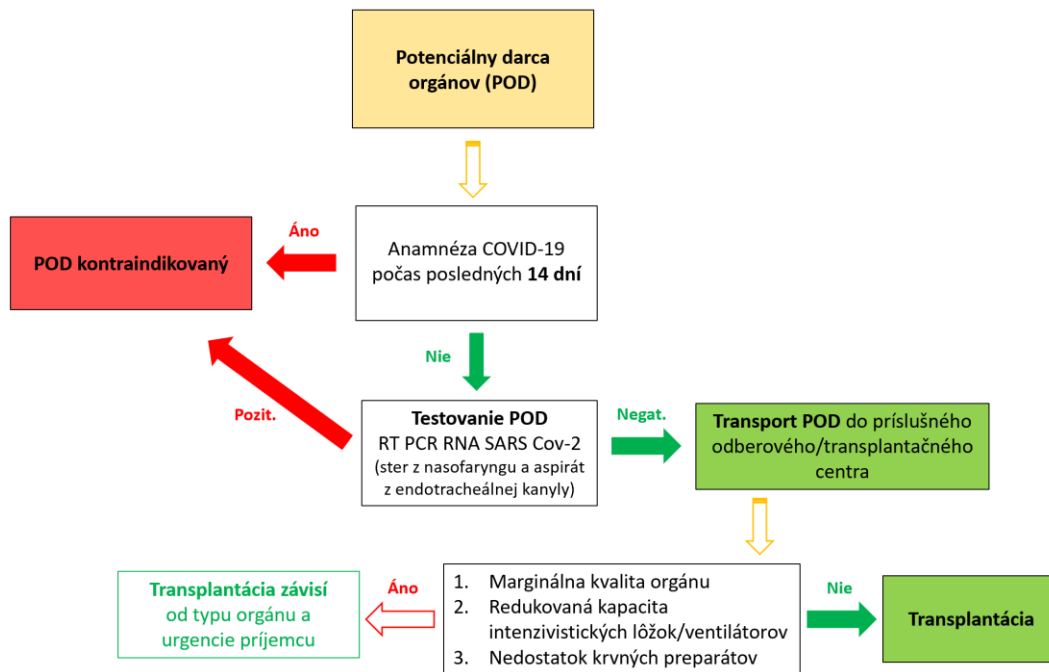 Potenciálny darca
orgánov (POD)
Áno
POD kontraindikovaný
Anamnéza COVID-19
počas posledných 14 dní
Nie
Pozit.
Testovanie POD
RT PCR RNA SARS Cov-2
(ster z nasofaryngu a aspirát
z endotracheálnej kanyly)
Negat.
Transport POD do príslušného
odberového/transplantačného
centra
Transplantácia závisí
od typu orgánu a
urgencie príjemcu
Áno
1. Marginálna kvalita orgánu
2. Redukovaná kapacita
intenzivistických lôžok/ventilátorov
3. Nedostatok krvných preparátov
Nie
Transplantácia